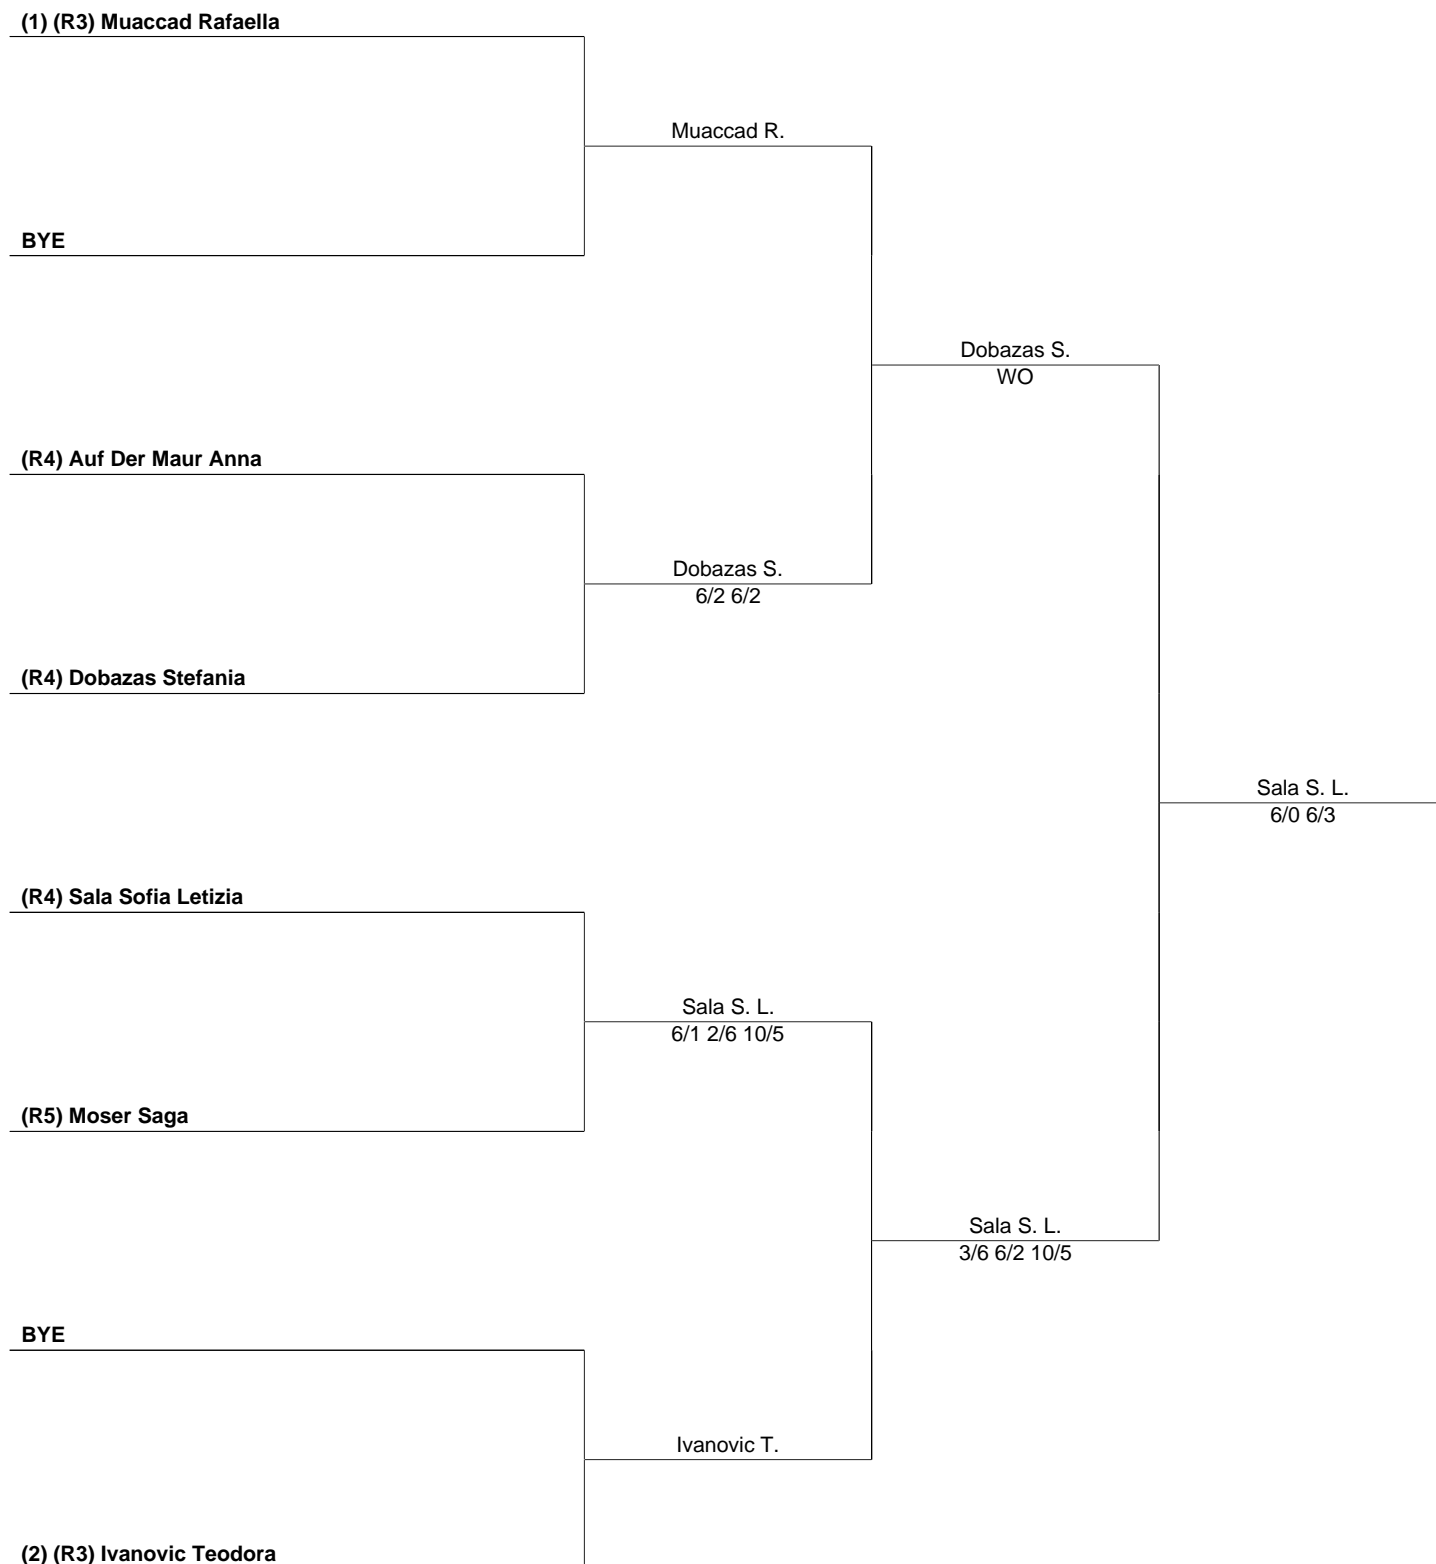 (1) (R3) Muaccad Rafaella
Muaccad R.
BYE
Dobazas S.
WO
(R4) Auf Der Maur Anna
Dobazas S.
6/2 6/2
(R4) Dobazas Stefania
Sala S. L.
6/0 6/3
(R4) Sala Sofia Letizia
Sala S. L.
6/1 2/6 10/5
(R5) Moser Saga
Sala S. L.
3/6 6/2 10/5
BYE
Ivanovic T.
(2) (R3) Ivanovic Teodora